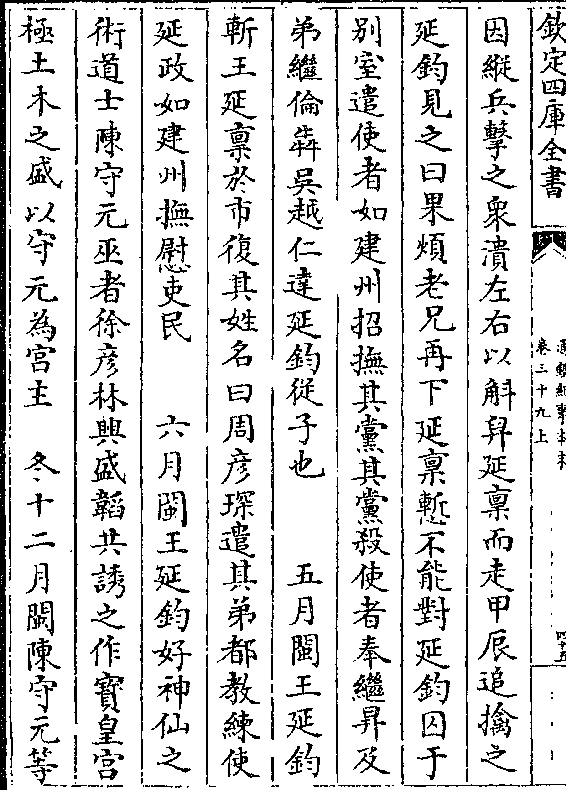 欽定四庫全書
通鑑紀事本末
卷三十九上
因縱兵擊之衆潰左右以斛舁延禀而走甲辰追擒之
延鈞見之曰果煩老兄再下延禀慙不能對延鈞囚于
别室遣使者如建州招撫其黨其黨殺使者奉繼昇及
弟繼倫奔吳越仁達延鈞從子也　五月閩王延鈞
斬王延禀於市復其姓名曰周彦琛遣其弟都教練使
延政如建州撫慰吏民　六月閩王延鈞好神仙之
術道士陳守元巫者徐彦林興盛韜共誘之作寳皇宫
極土木之盛以守元為宫主　冬十二月閩陳守元等